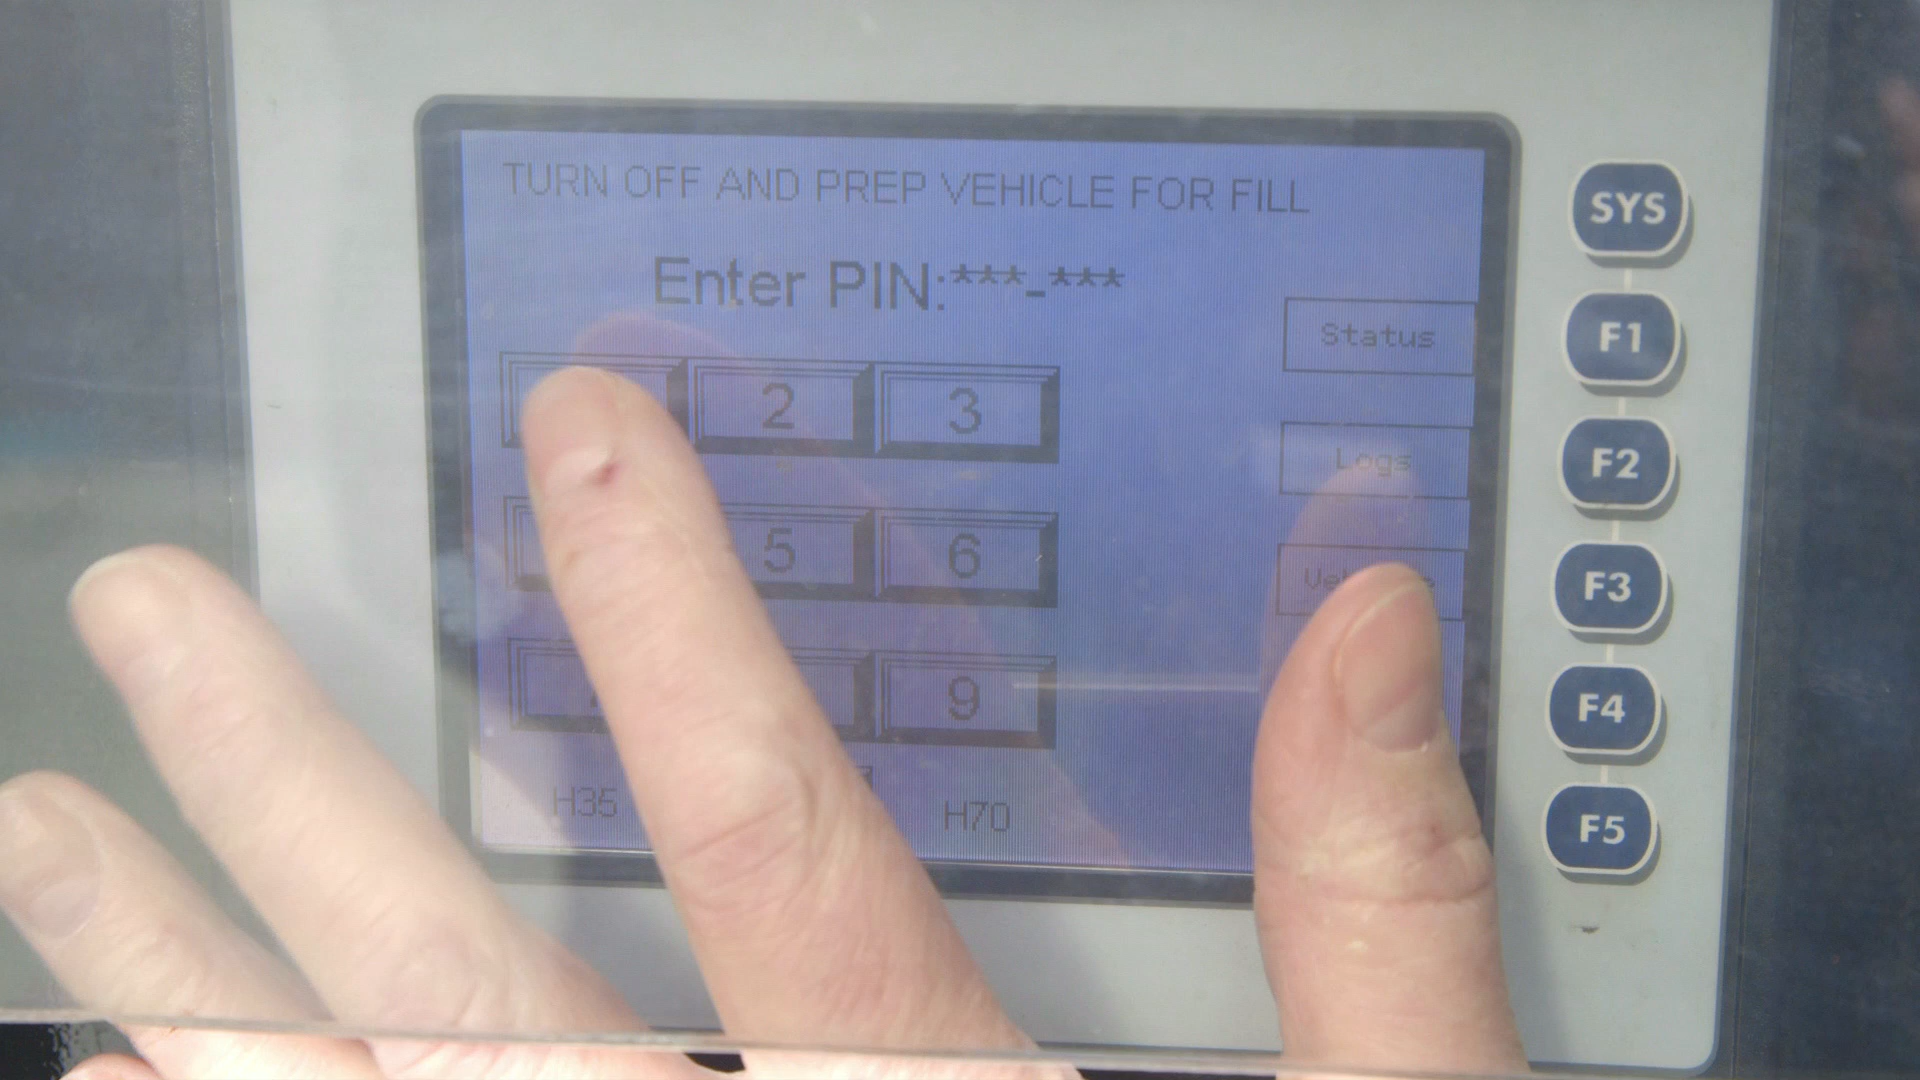 TURN OFF AND PREP VEHICLE FOR FILL
Enter PIN:***-***
SYS
Status
F1
2
3
Logs
F2
5
6
F3
9
F4
H35
H70
F5